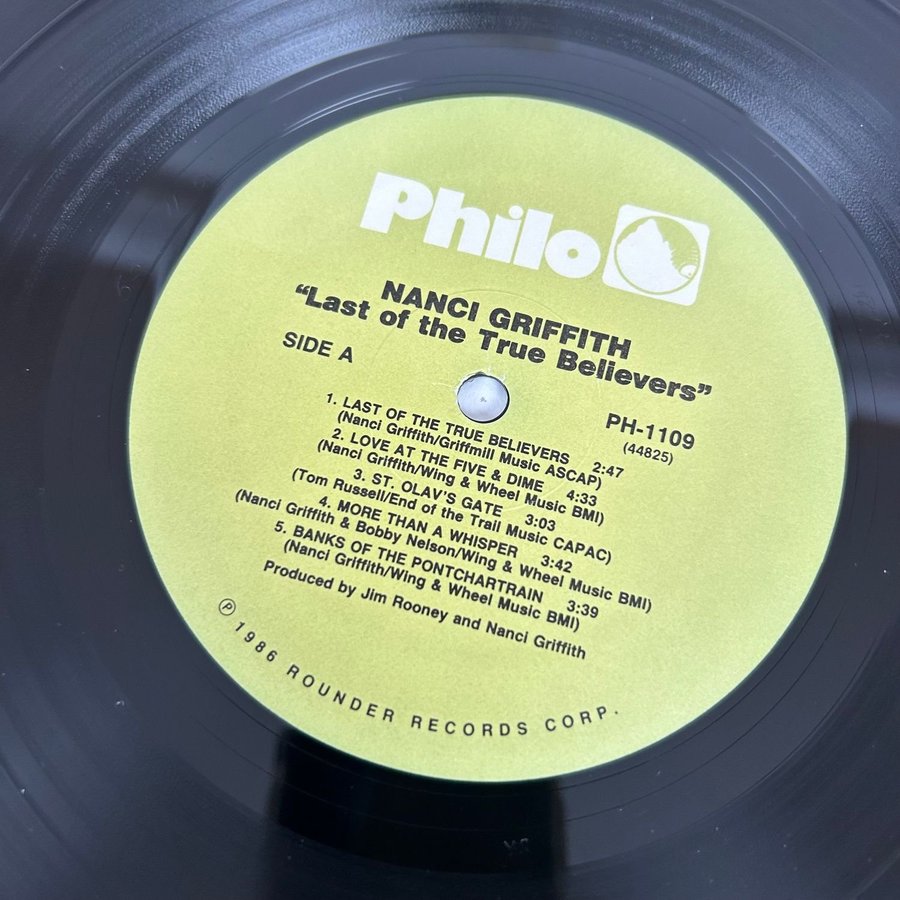 Philo
NANCI GRIFFITH
“Last of the True Believers”
SIDE A
PH-1109
(44825)
1. LAST OF THE TRUE BELIEVERS 2:47
(Nanci Griffith/Griffmill Music ASCAP)
2. LOVE AT THE FIVE & DIME 4:33
(Nanci Griffith/Wing & Wheel Music BMI)
3. ST. OLAV'S GATE 3:03
(Tom Russell/End of the Trail Music CAPAC)
4. MORE THAN A WHISPER 3:42
(Nanci Griffith & Bobby Nelson/Wing & Wheel Music BMI)
5. BANKS OF THE PONTCHARTRAIN 3:39
(Nanci Griffith/Wing & Wheel Music BMI)
Produced by Jim Rooney and Nanci Griffith
℗ 1986 ROUNDER RECORDS CORP.